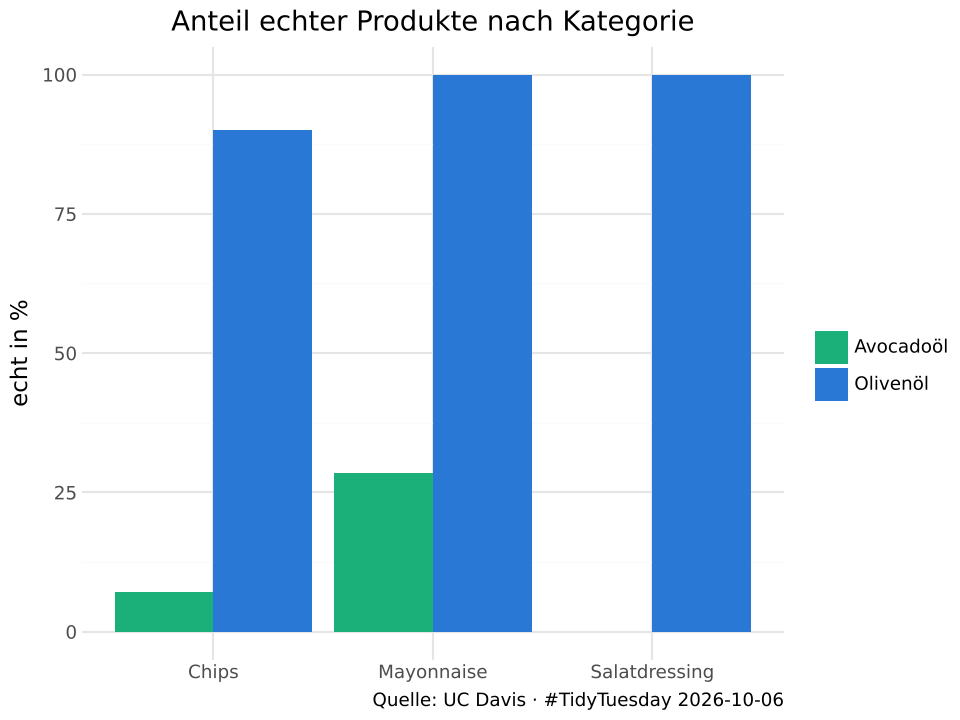 Anteil echter Produkte nach Kategorie
echt in %
100
75
50
25
0
Chips
Mayonnaise
Salatdressing
Avocadoöl
Olivenöl
Quelle: UC Davis · #TidyTuesday 2026-10-06